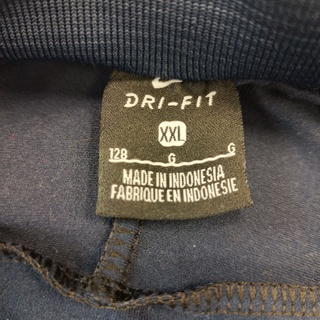 DRI-FIT
XXL
128 G G
MADE IN INDONESIA
FABRIQUE EN INDONESIE